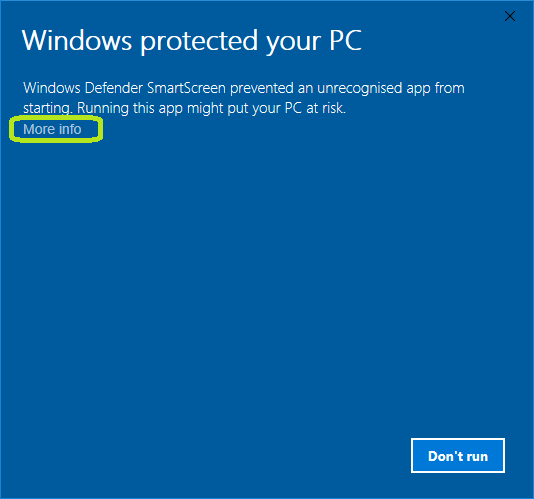 Windows protected your PC
Windows Defender SmartScreen prevented an unrecognised app from
starting. Running this app might put your PC at risk.
More info
Don't run